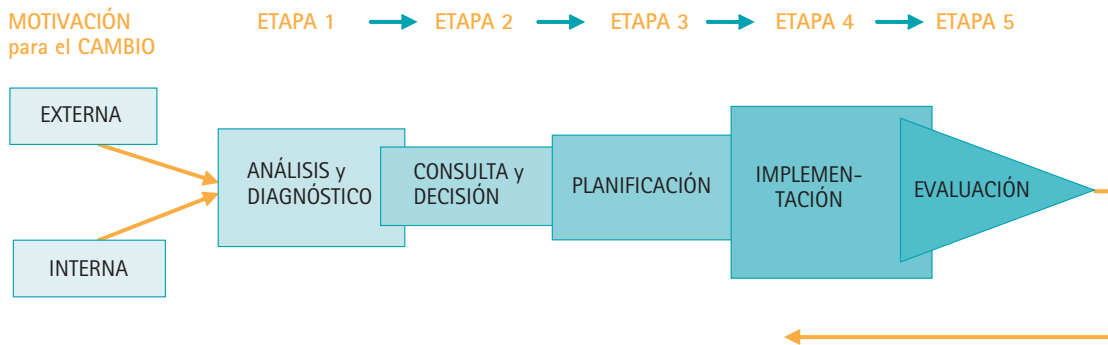 MOTIVACIÓN
para el CAMBIO
ETAPA 1
ETAPA 2
ETAPA 3
ETAPA 4
ETAPA 5
EXTERNA
INTERNA
ANÁLISIS y
DIAGNÓSTICO
CONSULTA y
DECISIÓN
PLANIFICACIÓN
IMPLEMEN-
TACIÓN
EVALUACIÓN